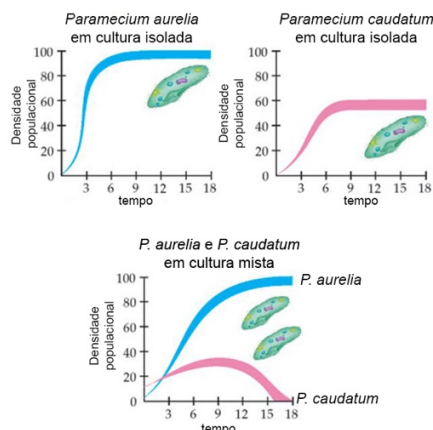 Paramecium aurelia
em cultura isolada
Densidade
populacional
100
80
60
40
20
0
3 6 9 12 15 18
tempo
Paramecium caudatum
em cultura isolada
Densidade
populacional
100
80
60
40
20
0
3 6 9 12 15 18
tempo
P. aurelia e P. caudatum
em cultura mista
Densidade
populacional
100
80
60
40
20
0
3 6 9 12 15 18
tempo
P. aurelia
P. caudatum